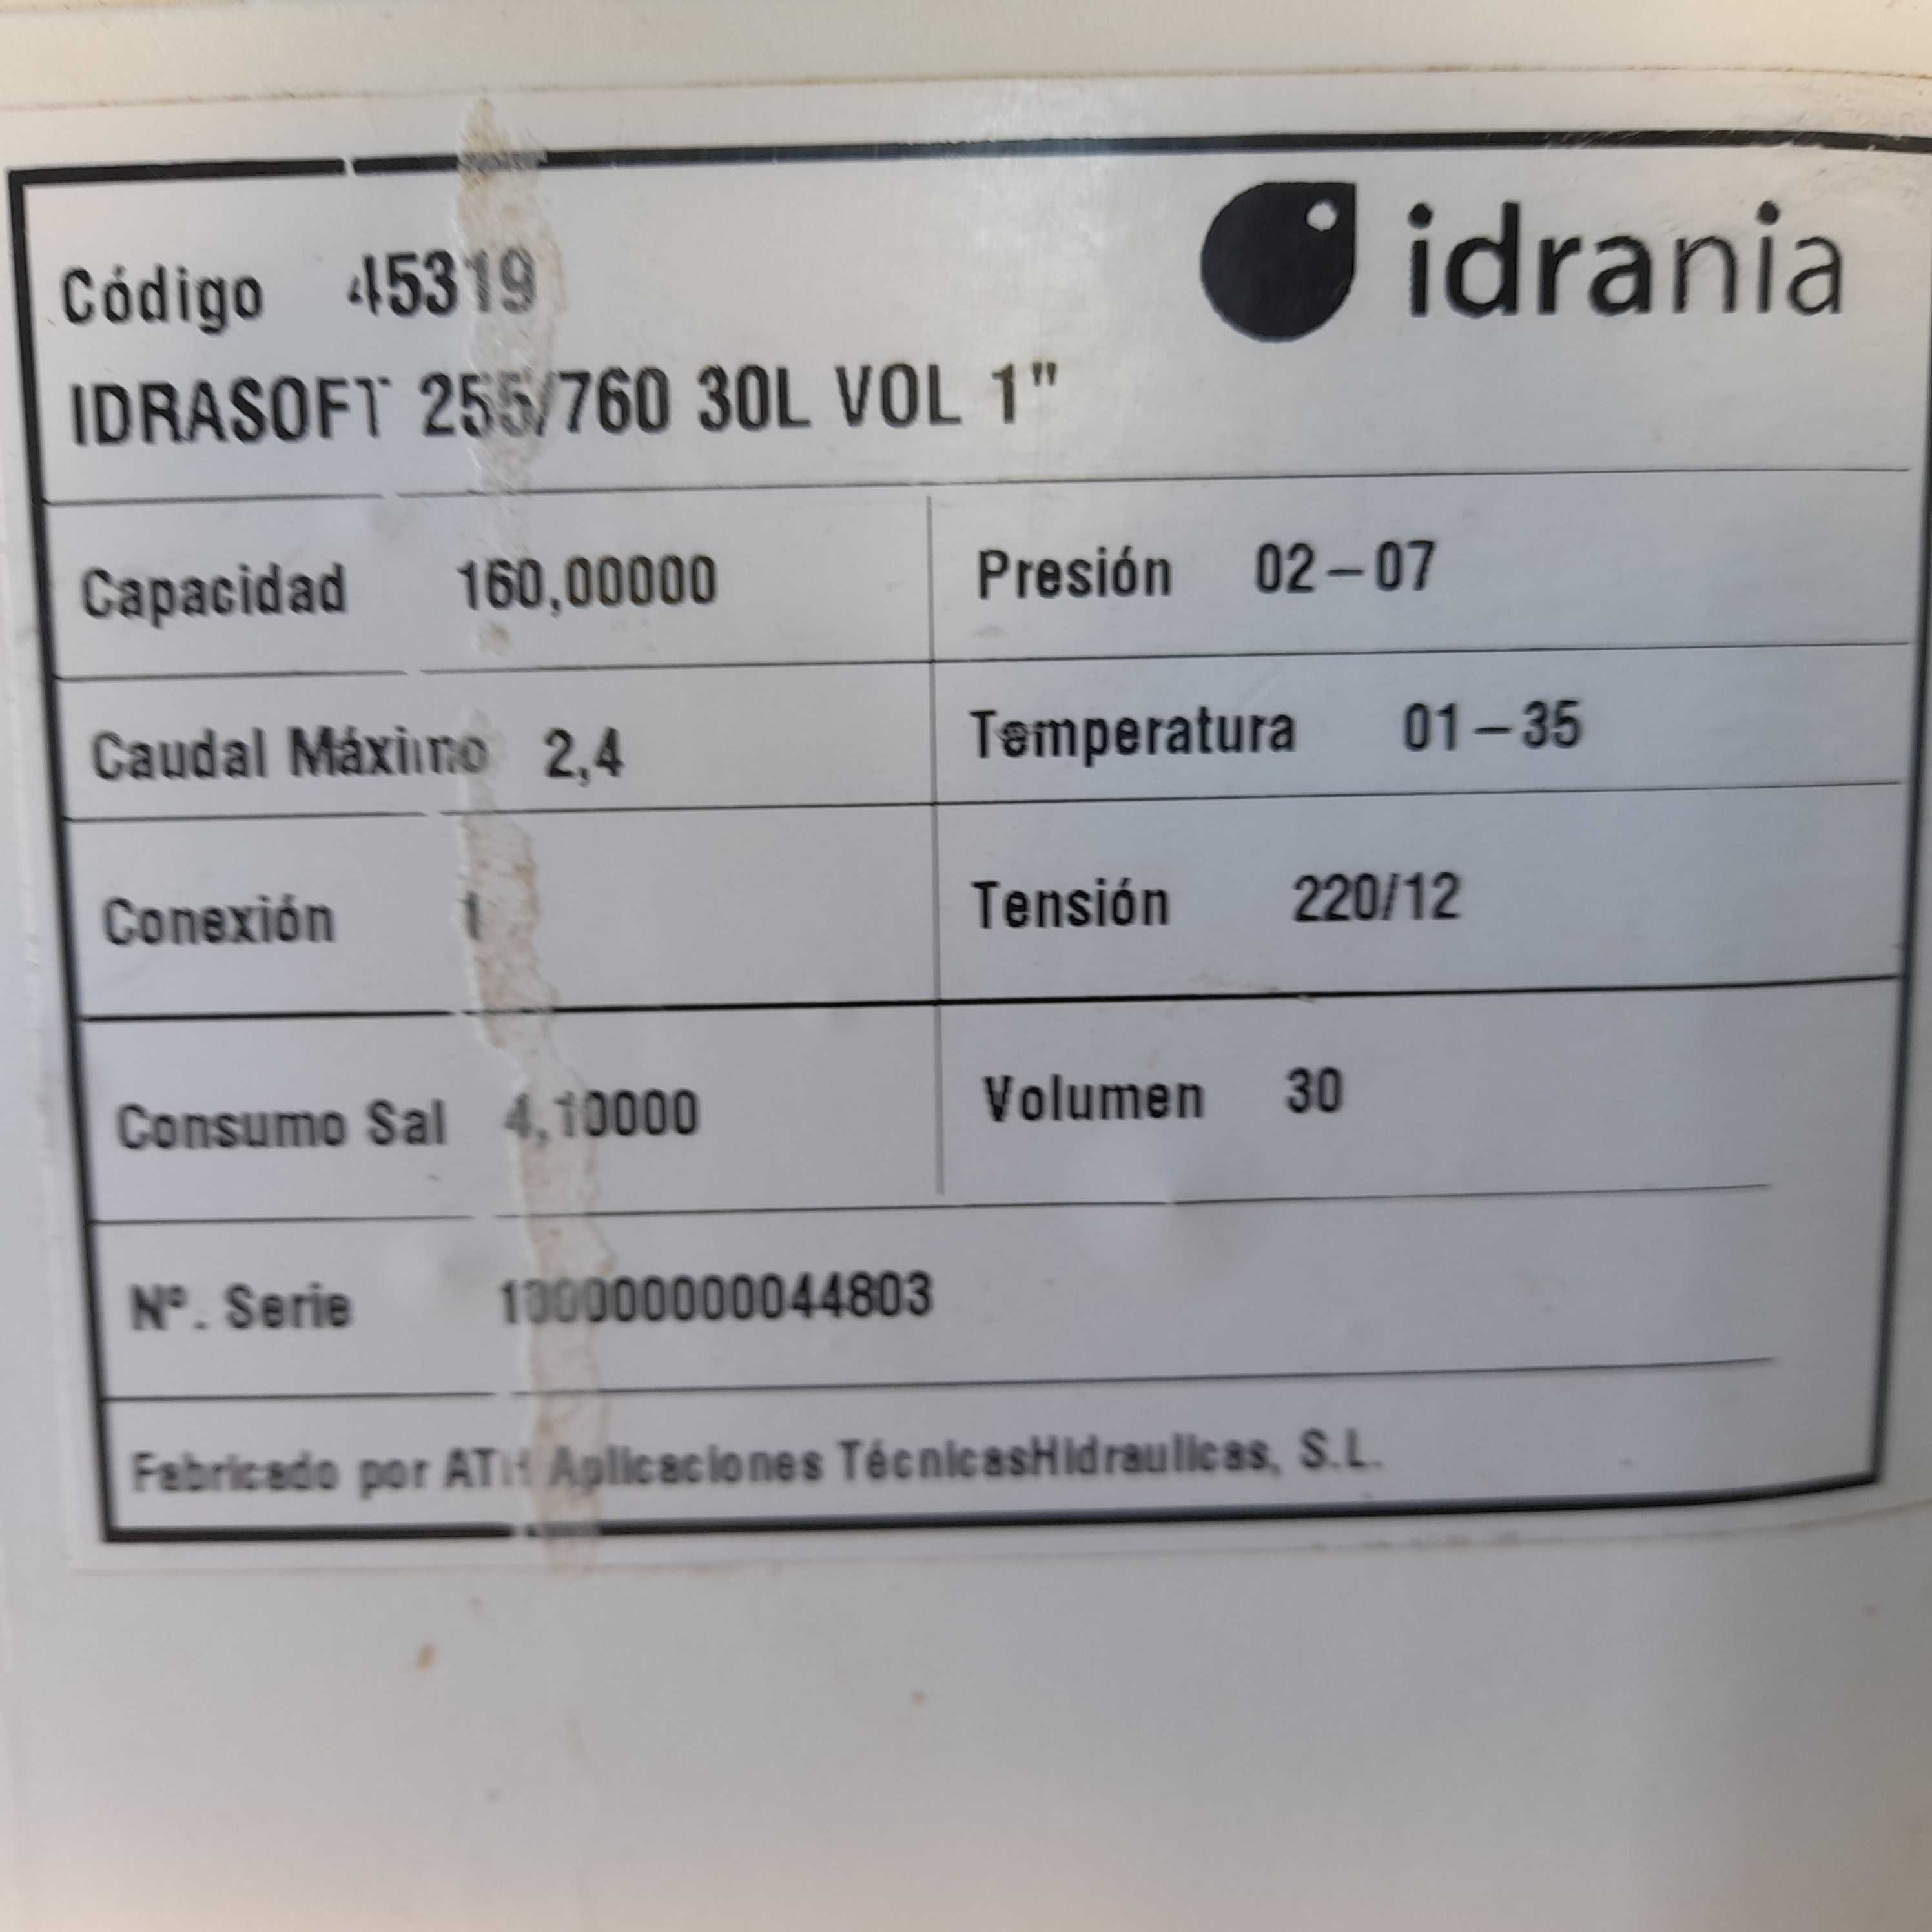 idrania
Código 45319
IDRASOFT 255/760 30L VOL 1"
Capacidad 160,00000 Presión 02-07
Caudal Máximo 2,4 Temperatura 01-35
Conexión 1 Tensión 220/12
Consumo Sal 4,10000 Volumen 30
Nº. Serie 1300000000044803
Fabricado por ATH Aplicaciones TécnicasHidraulicas, S.L.